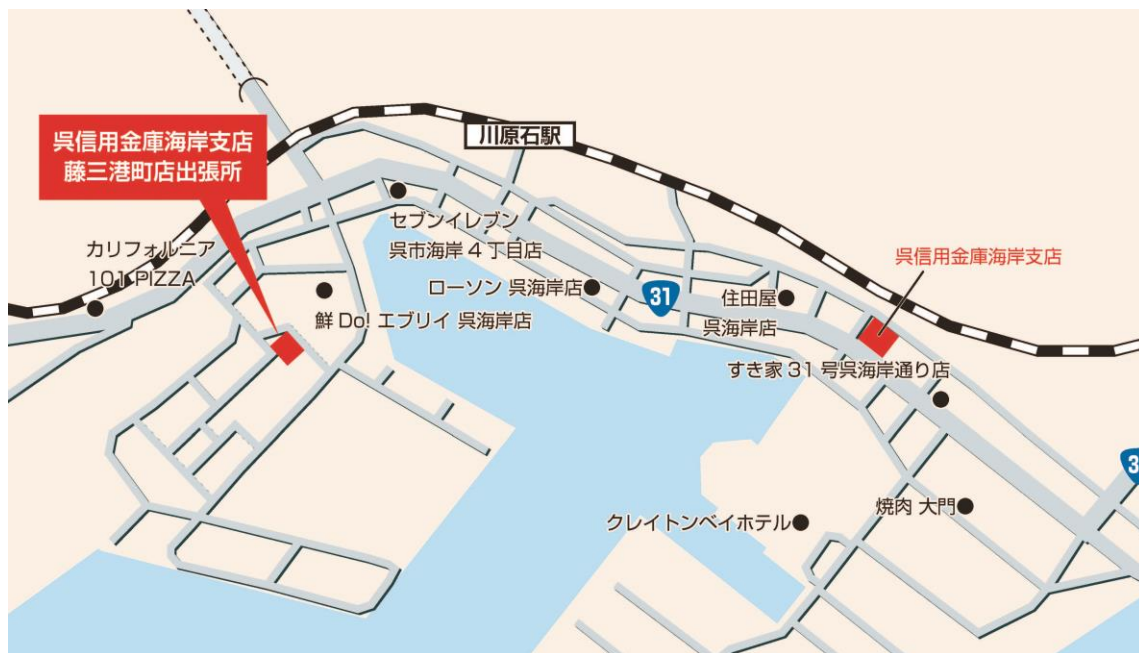 川原石駅
呉信用金庫海岸支店
藤三港町店出張所
セブンイレブン
呉市海岸4丁目店
カリフォルニア
101 PIZZA
呉信用金庫海岸支店
ローソン 呉海岸店
31
住田屋
呉海岸店
鮮Do! エブリイ 呉海岸店
すき家31号呉海岸通り店
3
焼肉 大門
クレイトンベイホテル